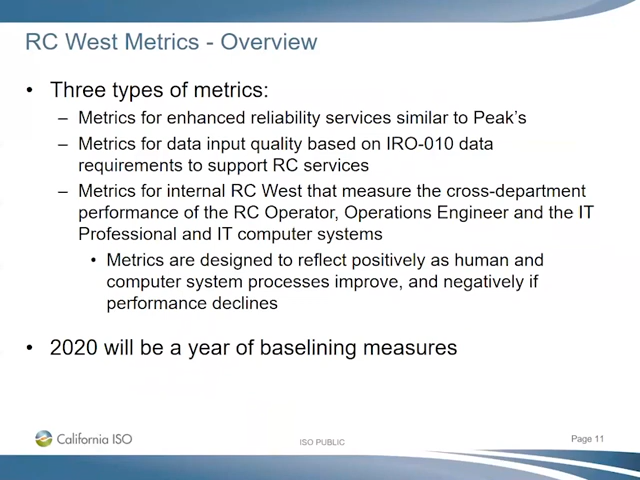 RC West Metrics - Overview
• Three types of metrics:
– Metrics for enhanced reliability services similar to Peak's
– Metrics for data input quality based on IRO-010 data
requirements to support RC services
– Metrics for internal RC West that measure the cross-department
performance of the RC Operator, Operations Engineer and the IT
Professional and IT computer systems
• Metrics are designed to reflect positively as human and
computer system processes improve, and negatively if
performance declines
• 2020 will be a year of baselining measures
California ISO
ISO PUBLIC
Page 11